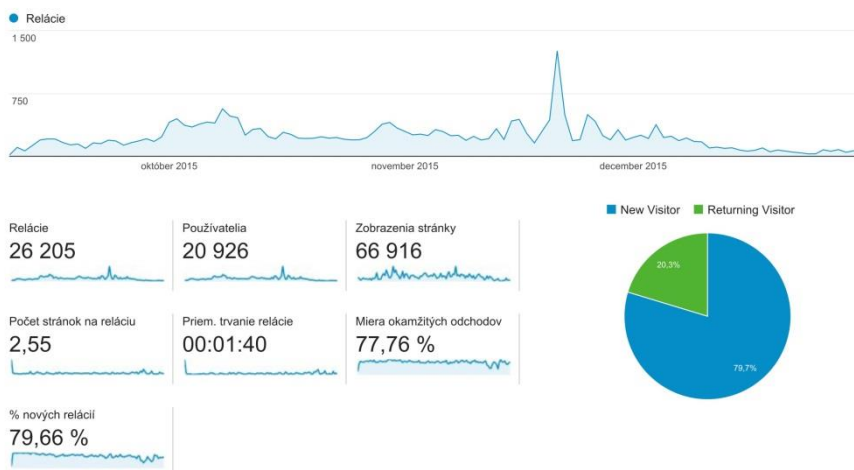 Relácie
1 500
750
október 2015
november 2015
december 2015
New Visitor
Returning Visitor
Relácie
26 205
Používatelia
20 926
Zobrazenia stránky
66 916
20,3%
79,7%
Počet stránok na reláciu
2,55
Priem. trvanie relácie
00:01:40
Miera okamžitých odchodov
77,76 %
% nových relácií
79,66 %